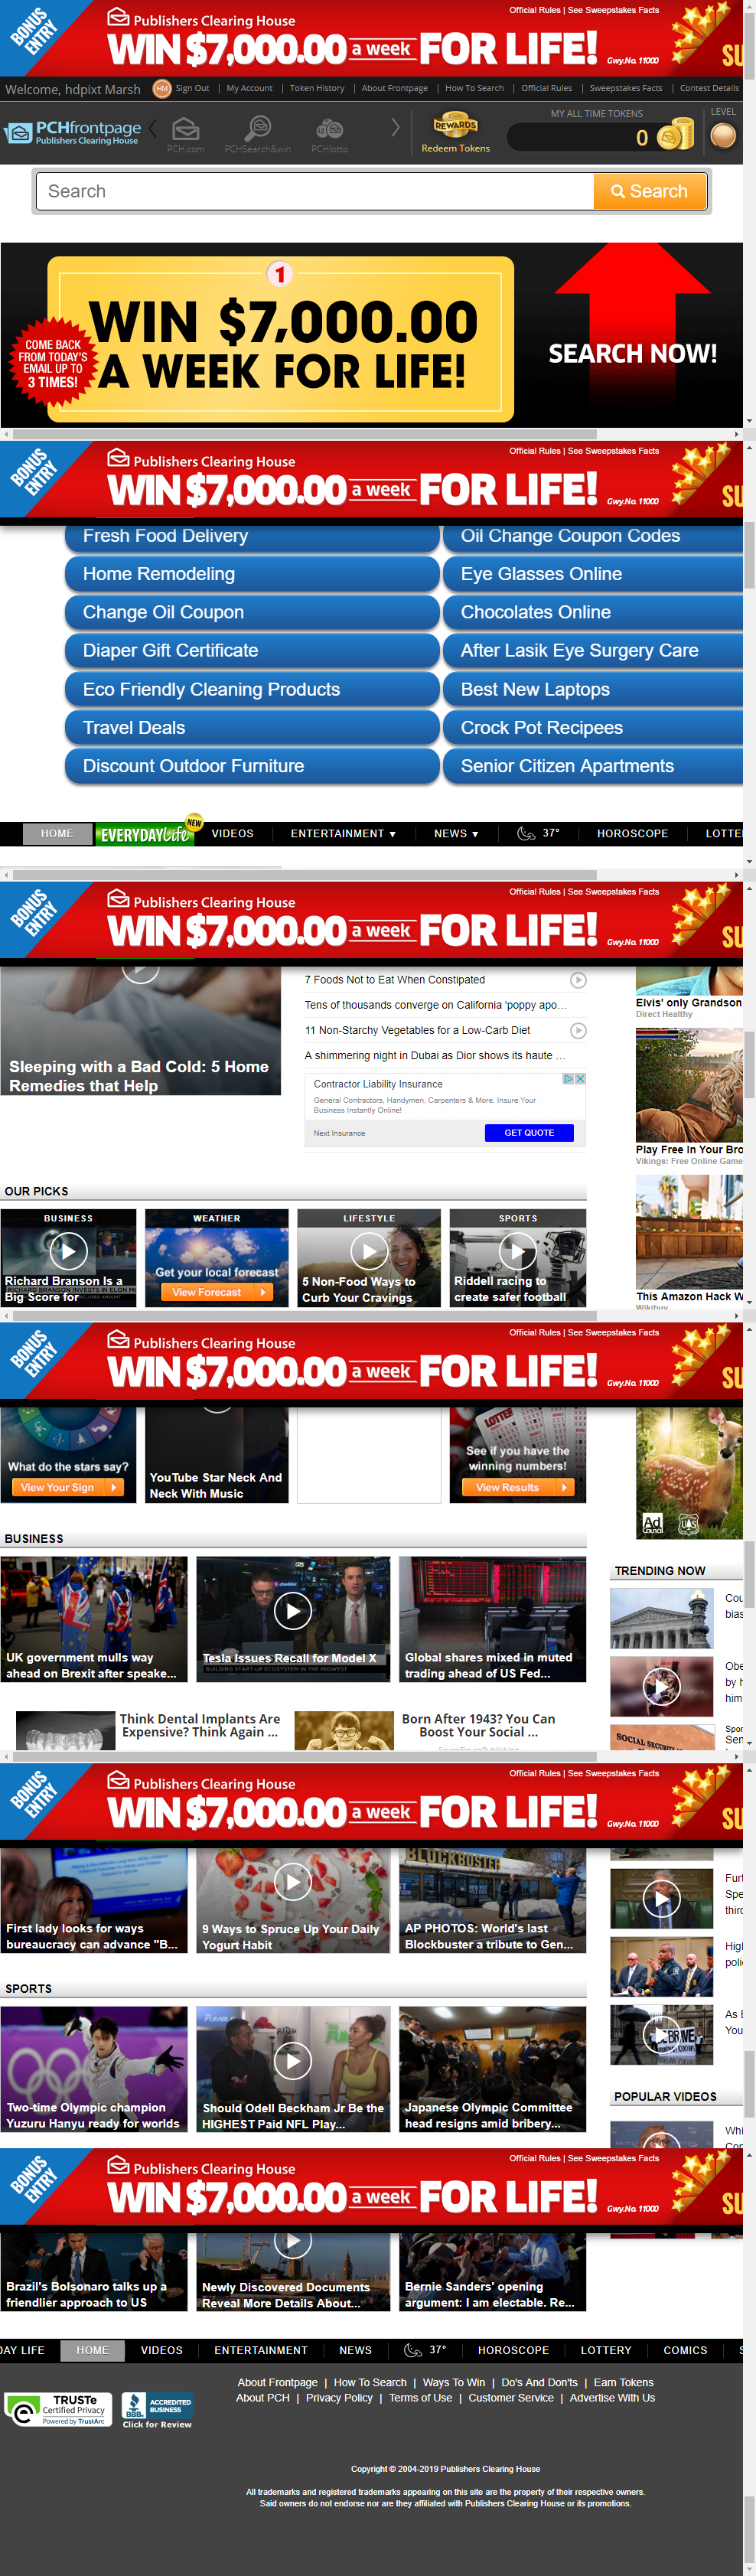 BONUS ENTRY
Publishers Clearing House
Official Rules | See Sweepstakes Facts
WIN $7,000.00 a week FOR LIFE!
Gwy.No. 11000
SU
Welcome, hdpixt Marsh
HM
Sign Out | My Account | Token History | About Frontpage | How To Search | Official Rules | Sweepstakes Facts | Contest Details
PCHfrontpage
Publishers Clearing House
PCH.com
PCHSearch&win
PCHlotto
REWARDS
Redeem Tokens
MY ALL TIME TOKENS
0
LEVEL
Search
Search
1
WIN $7,000.00
A WEEK FOR LIFE!
COME BACK
FROM TODAY'S
EMAIL UP TO
3 TIMES!
SEARCH NOW!
BONUS ENTRY
Publishers Clearing House
Official Rules | See Sweepstakes Facts
WIN $7,000.00 a week FOR LIFE!
Gwy.No. 11000
SU
Fresh Food Delivery
Oil Change Coupon Codes
Home Remodeling
Eye Glasses Online
Change Oil Coupon
Chocolates Online
Diaper Gift Certificate
After Lasik Eye Surgery Care
Eco Friendly Cleaning Products
Best New Laptops
Travel Deals
Crock Pot Recipees
Discount Outdoor Furniture
Senior Citizen Apartments
HOME
EVERYDAY life
NEW
VIDEOS
ENTERTAINMENT
NEWS
37°
HOROSCOPE
LOTTE
BONUS ENTRY
Publishers Clearing House
Official Rules | See Sweepstakes Facts
WIN $7,000.00 a week FOR LIFE!
Gwy.No. 11000
SU
Sleeping with a Bad Cold: 5 Home
Remedies that Help
7 Foods Not to Eat When Constipated
Tens of thousands converge on California 'poppy apo...
11 Non-Starchy Vegetables for a Low-Carb Diet
A shimmering night in Dubai as Dior shows its haute ...
Contractor Liability Insurance
General Contractors, Handymen, Carpenters & More. Insure Your
Business Instantly Online!
Next Insurance
GET QUOTE
Elvis' only Grandson
Direct Healthy
Play Free in Your Bro
Vikings: Free Online Game
This Amazon Hack W
Wikibuy
OUR PICKS
BUSINESS
Richard Branson Is a
Big Score for
WEATHER
Get your local forecast
View Forecast
LIFESTYLE
5 Non-Food Ways to
Curb Your Cravings
SPORTS
Riddell racing to
create safer football
BONUS ENTRY
Publishers Clearing House
Official Rules | See Sweepstakes Facts
WIN $7,000.00 a week FOR LIFE!
Gwy.No. 11000
SU
What do the stars say?
View Your Sign
YouTube Star Neck And
Neck With Music
LOTTERY
See if you have the
winning numbers!
View Results
Ad
Council
BUSINESS
UK government mulls way
ahead on Brexit after speake...
Tesla Issues Recall for Model X
BUILDING START-UP ECOSYSTEM IN THE MIDWEST
Global shares mixed in muted
trading ahead of US Fed...
TRENDING NOW
Cou
bias
Obe
by h
him
Spor
Sen
SOCIAL SECURITY
Think Dental Implants Are
Expensive? Think Again ...
Born After 1943? You Can
Boost Your Social ...
BONUS ENTRY
Publishers Clearing House
Official Rules | See Sweepstakes Facts
WIN $7,000.00 a week FOR LIFE!
Gwy.No. 11000
SU
First lady looks for ways
bureaucracy can advance "B...
9 Ways to Spruce Up Your Daily
Yogurt Habit
BLOCKBUSTER
AP PHOTOS: World's last
Blockbuster a tribute to Gen...
Furt
Spe
thirc
High
poli
As B
You
SPORTS
Two-time Olympic champion
Yuzuru Hanyu ready for worlds
Should Odell Beckham Jr Be the
HIGHEST Paid NFL Play...
Japanese Olympic Committee
head resigns amid bribery...
POPULAR VIDEOS
Whi
BONUS ENTRY
Publishers Clearing House
Official Rules | See Sweepstakes Facts
WIN $7,000.00 a week FOR LIFE!
Gwy.No. 11000
SU
Brazil's Bolsonaro talks up a
friendlier approach to US
Newly Discovered Documents
Reveal More Details About...
Bernie Sanders' opening
argument: I am electable. Re...
DAY LIFE
HOME
VIDEOS
ENTERTAINMENT
NEWS
37°
HOROSCOPE
LOTTERY
COMICS
S
About Frontpage | How To Search | Ways To Win | Do's And Don'ts | Earn Tokens
About PCH | Privacy Policy | Terms of Use | Customer Service | Advertise With Us
TRUSTe
Certified Privacy
Powered by TrustArc
BBB.
ACCREDITED
BUSINESS
Click for Review
Copyright © 2004-2019 Publishers Clearing House
All trademarks and registered trademarks appearing on this site are the property of their respective owners.
Said owners do not endorse nor are they affiliated with Publishers Clearing House or its promotions.